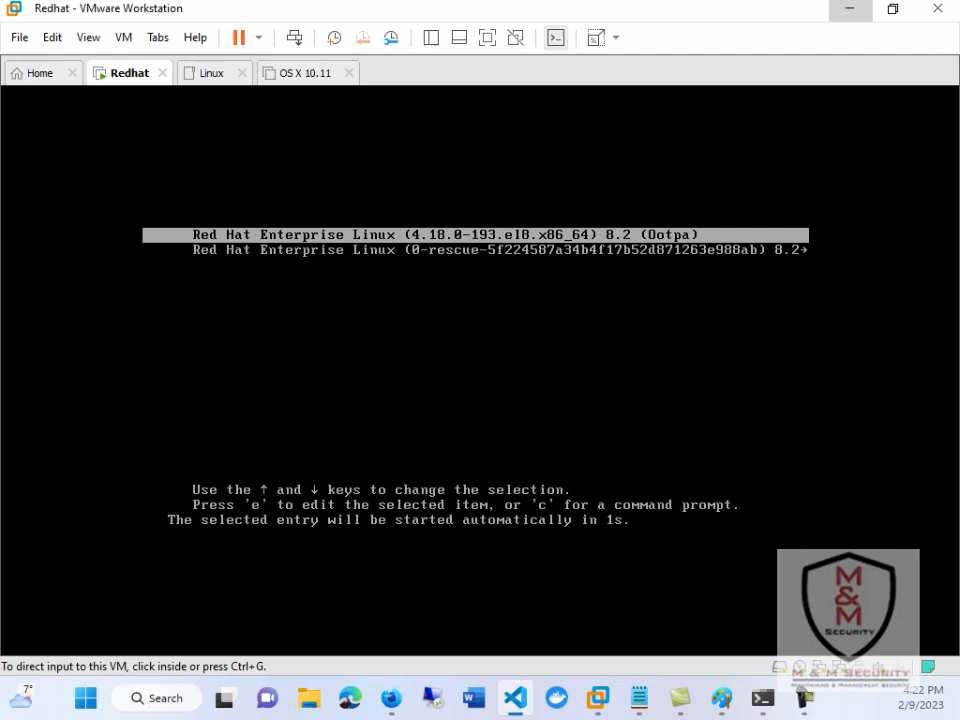 Redhat - VMware Workstation
File Edit View VM Tabs Help
Home Redhat Linux OS X 10.11
Red Hat Enterprise Linux (4.18.0-193.el8.x86_64) 8.2 (Ootpa)
Red Hat Enterprise Linux (0-rescue-5f224587a34b4f17b52d871263e988ab) 8.2→
Use the ↑ and ↓ keys to change the selection.
Press 'e' to edit the selected item, or 'c' for a command prompt.
The selected entry will be started automatically in 1s.
M
&
M
SECURITY
To direct input to this VM, click inside or press Ctrl+G.
M & M SECURITY
7°
Search
4:22 PM
2/9/2023